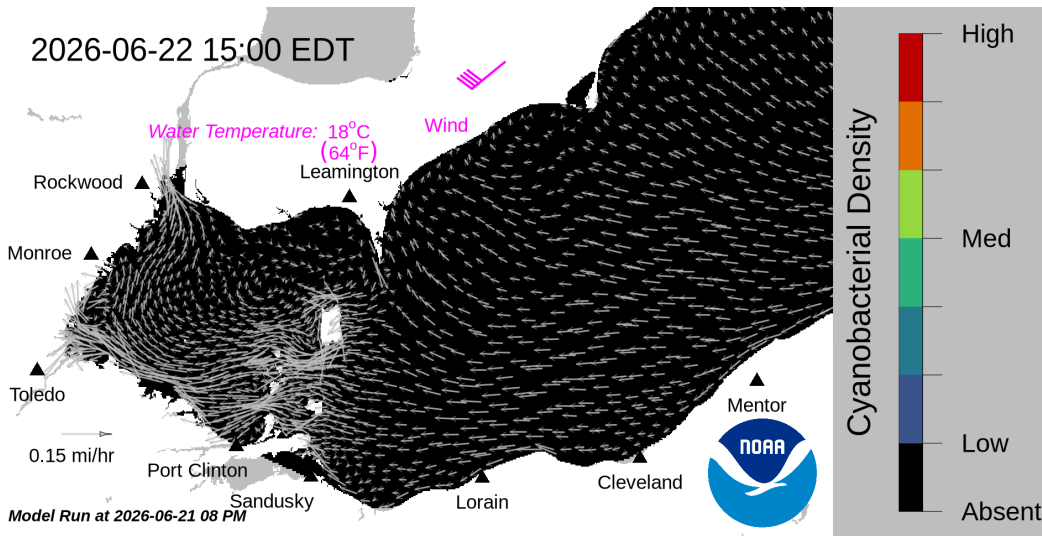 2026-06-22 15:00 EDT
Water Temperature: 18°C
(64°F)
Wind
Leamington
Rockwood
Monroe
Toledo
0.15 mi/hr
Port Clinton
Sandusky
Lorain
Cleveland
Mentor
NOAA
Model Run at 2026-06-21 08 PM
Cyanobacterial Density
High
Med
Low
Absent